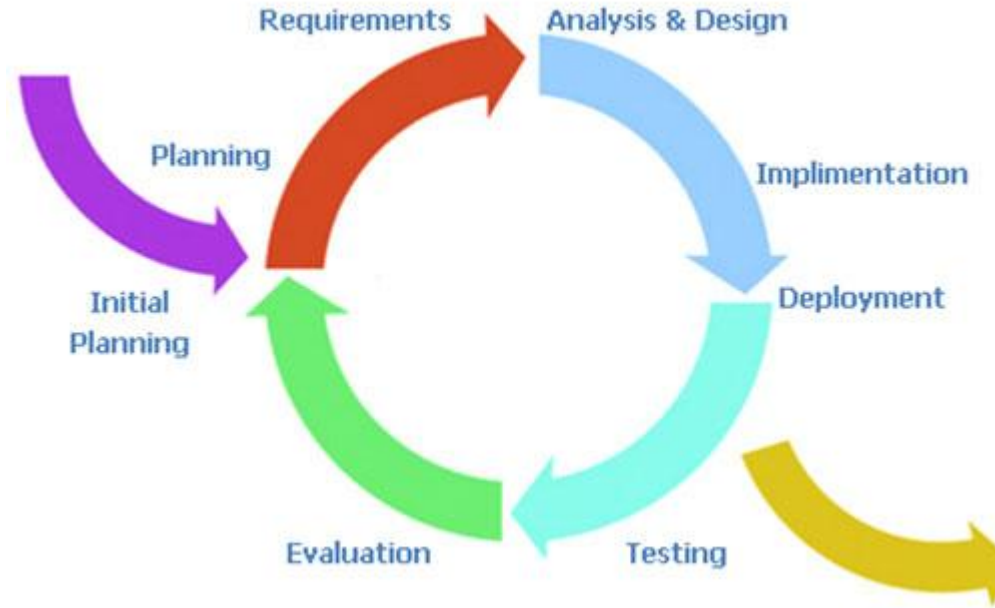 Requirements
Analysis & Design
Planning
Implimentation
Initial
Planning
Deployment
Evaluation
Testing